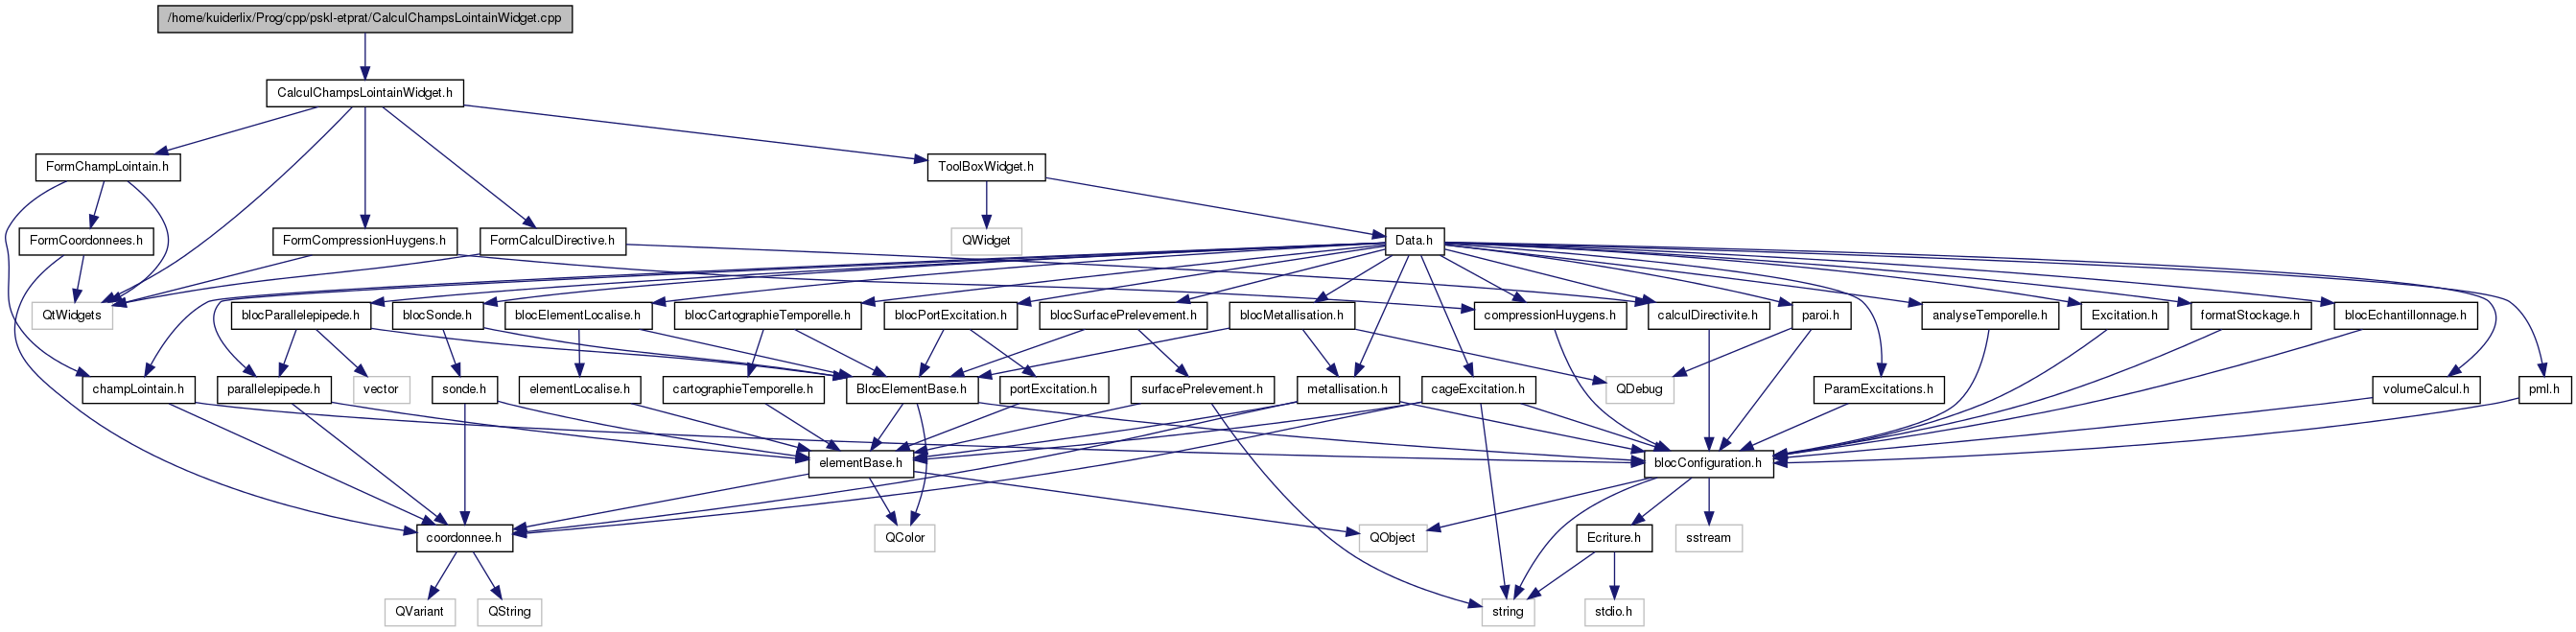 /home/kuiderlix/Prog/cpp/pskl-etprat/CalculChampsLointainWidget.cpp
CalculChampsLointainWidget.h
FormChampLointain.h
ToolBoxWidget.h
FormCoordonnees.h
FormCompressionHuygens.h
FormCalculDirective.h
QWidget
Data.h
QtWidgets
blocParallelepipede.h
blocSonde.h
blocElementLocalise.h
blocCartographieTemporelle.h
blocPortExcitation.h
blocSurfacePrelevement.h
blocMetallisation.h
compressionHuygens.h
calculDirectivite.h
paroi.h
analyseTemporelle.h
Excitation.h
formatStockage.h
blocEchantillonnage.h
champLointain.h
parallelepipede.h
vector
sonde.h
elementLocalise.h
cartographieTemporelle.h
BlocElementBase.h
portExcitation.h
surfacePrelevement.h
metallisation.h
cageExcitation.h
QDebug
ParamExcitations.h
volumeCalcul.h
pml.h
elementBase.h
blocConfiguration.h
coordonnee.h
QColor
QObject
Ecriture.h
sstream
QVariant
QString
string
stdio.h